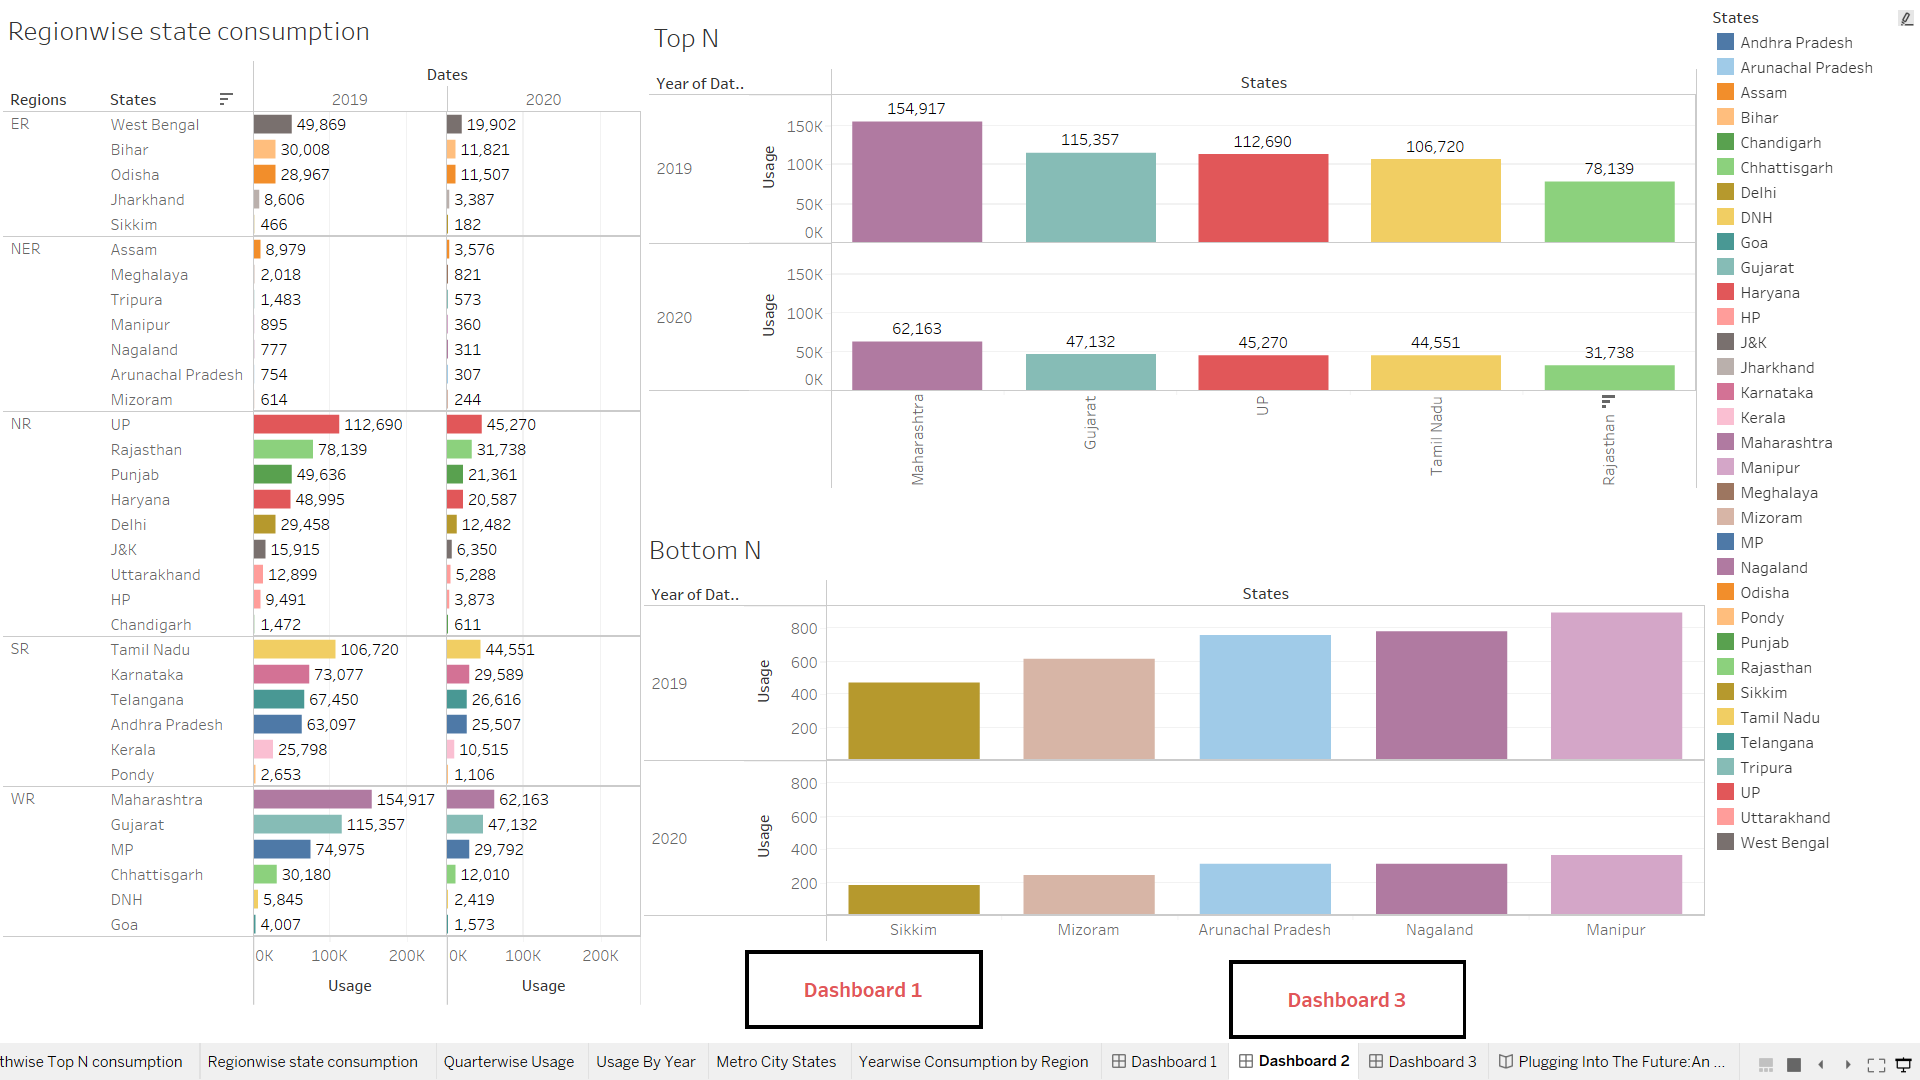 Regionwise state consumption
Dates
Regions States 2019 2020
ER West Bengal 49,869 19,902
Bihar 30,008 11,821
Odisha 28,967 11,507
Jharkhand 8,606 3,387
Sikkim 466 182
NER Assam 8,979 3,576
Meghalaya 2,018 821
Tripura 1,483 573
Manipur 895 360
Nagaland 777 311
Arunachal Pradesh 754 307
Mizoram 614 244
NR UP 112,690 45,270
Rajasthan 78,139 31,738
Punjab 49,636 21,361
Haryana 48,995 20,587
Delhi 29,458 12,482
J&K 15,915 6,350
Uttarakhand 12,899 5,288
HP 9,491 3,873
Chandigarh 1,472 611
SR Tamil Nadu 106,720 44,551
Karnataka 73,077 29,589
Telangana 67,450 26,616
Andhra Pradesh 63,097 25,507
Kerala 25,798 10,515
Pondy 2,653 1,106
WR Maharashtra 154,917 62,163
Gujarat 115,357 47,132
MP 74,975 29,792
Chhattisgarh 30,180 12,010
DNH 5,845 2,419
Goa 4,007 1,573
0K 100K 200K 0K 100K 200K
Usage Usage
Top N
Year of Dat..
States
2019
Usage
150K
100K
50K
0K
154,917 115,357 112,690 106,720 78,139
2020
Usage
150K
100K
50K
0K
62,163 47,132 45,270 44,551 31,738
Maharashtra
Gujarat
UP
Tamil Nadu
Rajasthan
Bottom N
Year of Dat..
States
2019
Usage
800
600
400
200
2020
Usage
800
600
400
200
Sikkim Mizoram Arunachal Pradesh Nagaland Manipur
Dashboard 1
Dashboard 3
States
Andhra Pradesh
Arunachal Pradesh
Assam
Bihar
Chandigarh
Chhattisgarh
Delhi
DNH
Goa
Gujarat
Haryana
HP
J&K
Jharkhand
Karnataka
Kerala
Maharashtra
Manipur
Meghalaya
Mizoram
MP
Nagaland
Odisha
Pondy
Punjab
Rajasthan
Sikkim
Tamil Nadu
Telangana
Tripura
UP
Uttarakhand
West Bengal
thwise Top N consumption Regionwise state consumption Quarterwise Usage Usage By Year Metro City States Yearwise Consumption by Region Dashboard 1 Dashboard 2 Dashboard 3 Plugging Into The Future:An ...